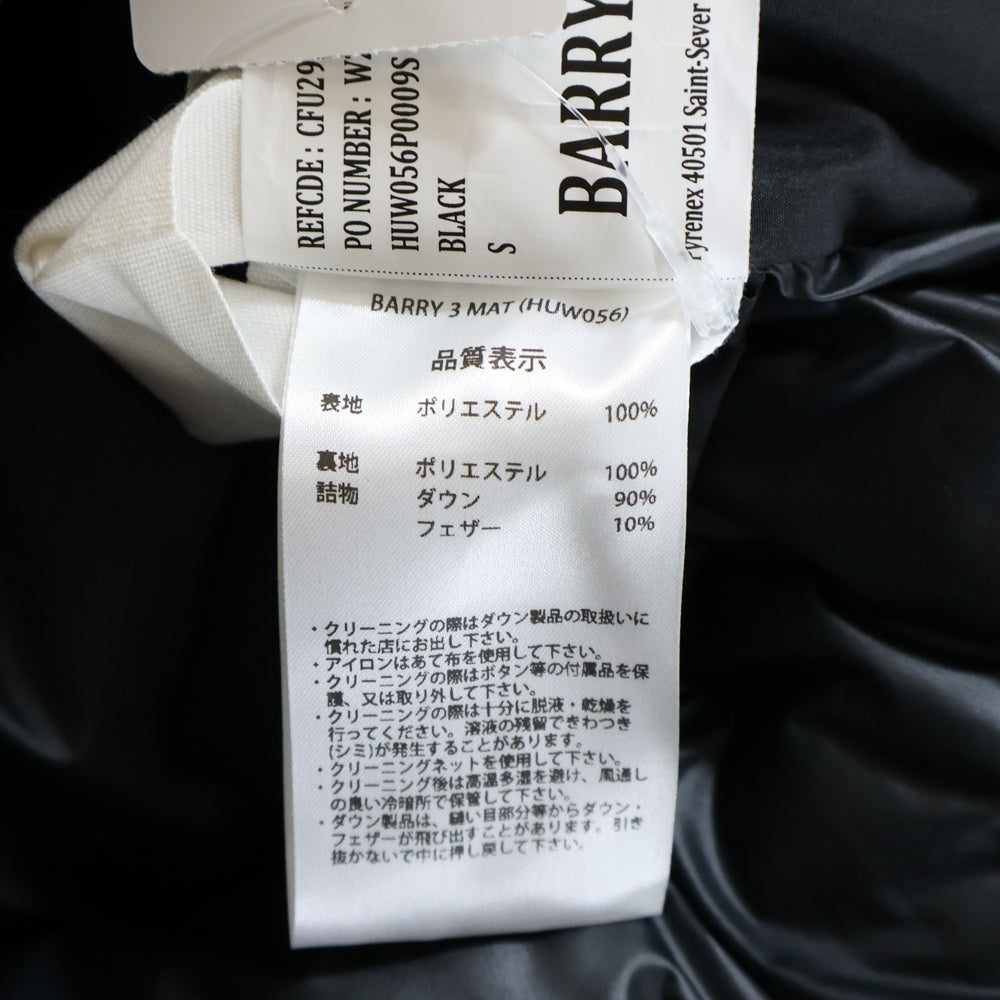 REFCDE : CFU29
PO NUMBER :
HUW056P0009S
BLACK
S
BARRY
Pyrenex 40501 Saint-Sever
BARRY 3 MAT (HUW056)
品質表示
表地 ポリエステル 100%
裏地 ポリエステル 100%
詰物 ダウン 90%
フェザー 10%
・クリーニングの際はダウン製品の取扱いに
慣れた店にお出し下さい。
・アイロンはあて布を使用して下さい。
・クリーニングの際はボタン等の付属品を保
護、又は取り外して下さい。
・クリーニングの際は十分に脱液・乾燥を
行ってください。溶液の残留できわつき
(シミ)が発生することがあります。
・クリーニングネットを使用して下さい。
・クリーニング後は高温多湿を避け、風通し
の良い冷暗所で保管して下さい。
・ダウン製品は、縫い目部分等からダウン・
フェザーが飛び出すことがあります。引き
抜かないで中に押し戻して下さい。